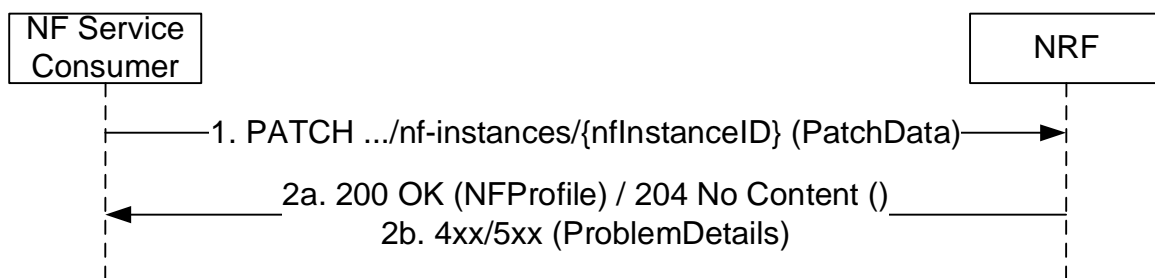 NF Service
Consumer
NRF
1. PATCH .../nf-instances/{nfInstanceID} (PatchData)
2a. 200 OK (NFProfile) / 204 No Content ()
2b. 4xx/5xx (ProblemDetails)